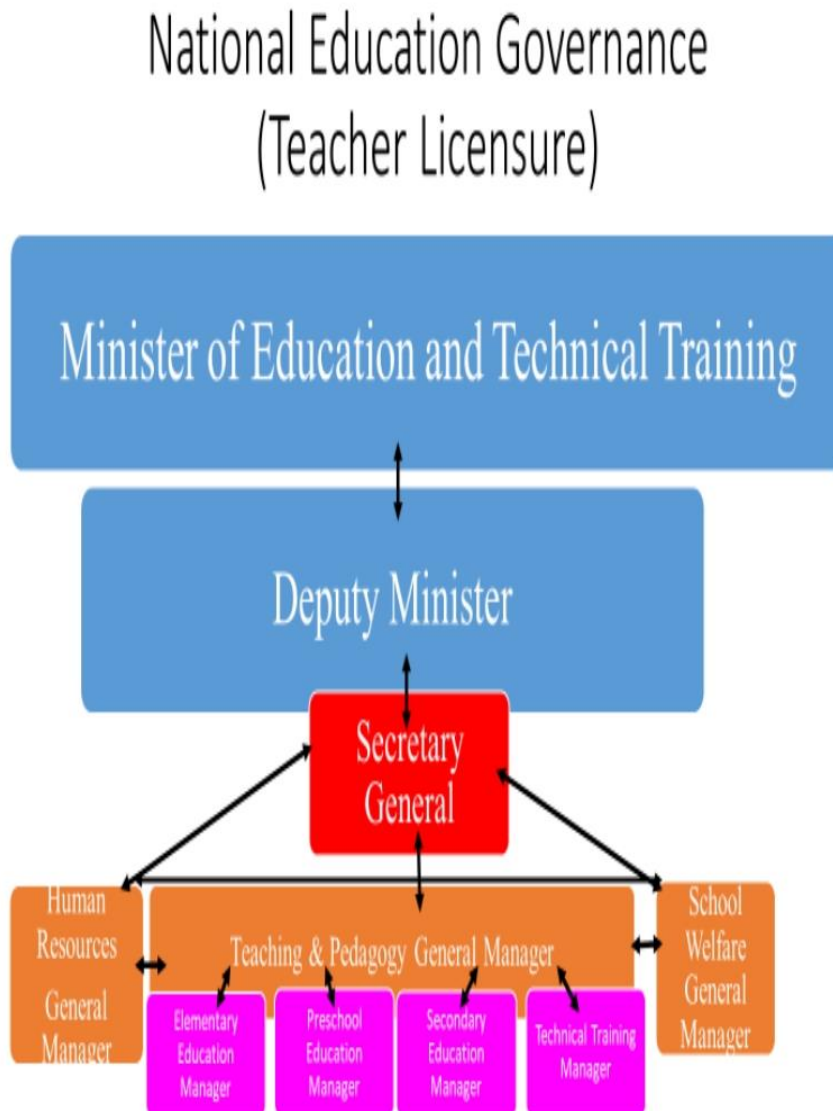 National Education Governance
(Teacher Licensure)
Minister of Education and Technical Training
Deputy Minister
Secretary
General
Human
Resources
General
Manager
Teaching & Pedagogy General Manager
School
Welfare
General
Manager
Elementary
Education
Manager
Preschool
Education
Manager
Secondary
Education
Manager
Technical Training
Manager